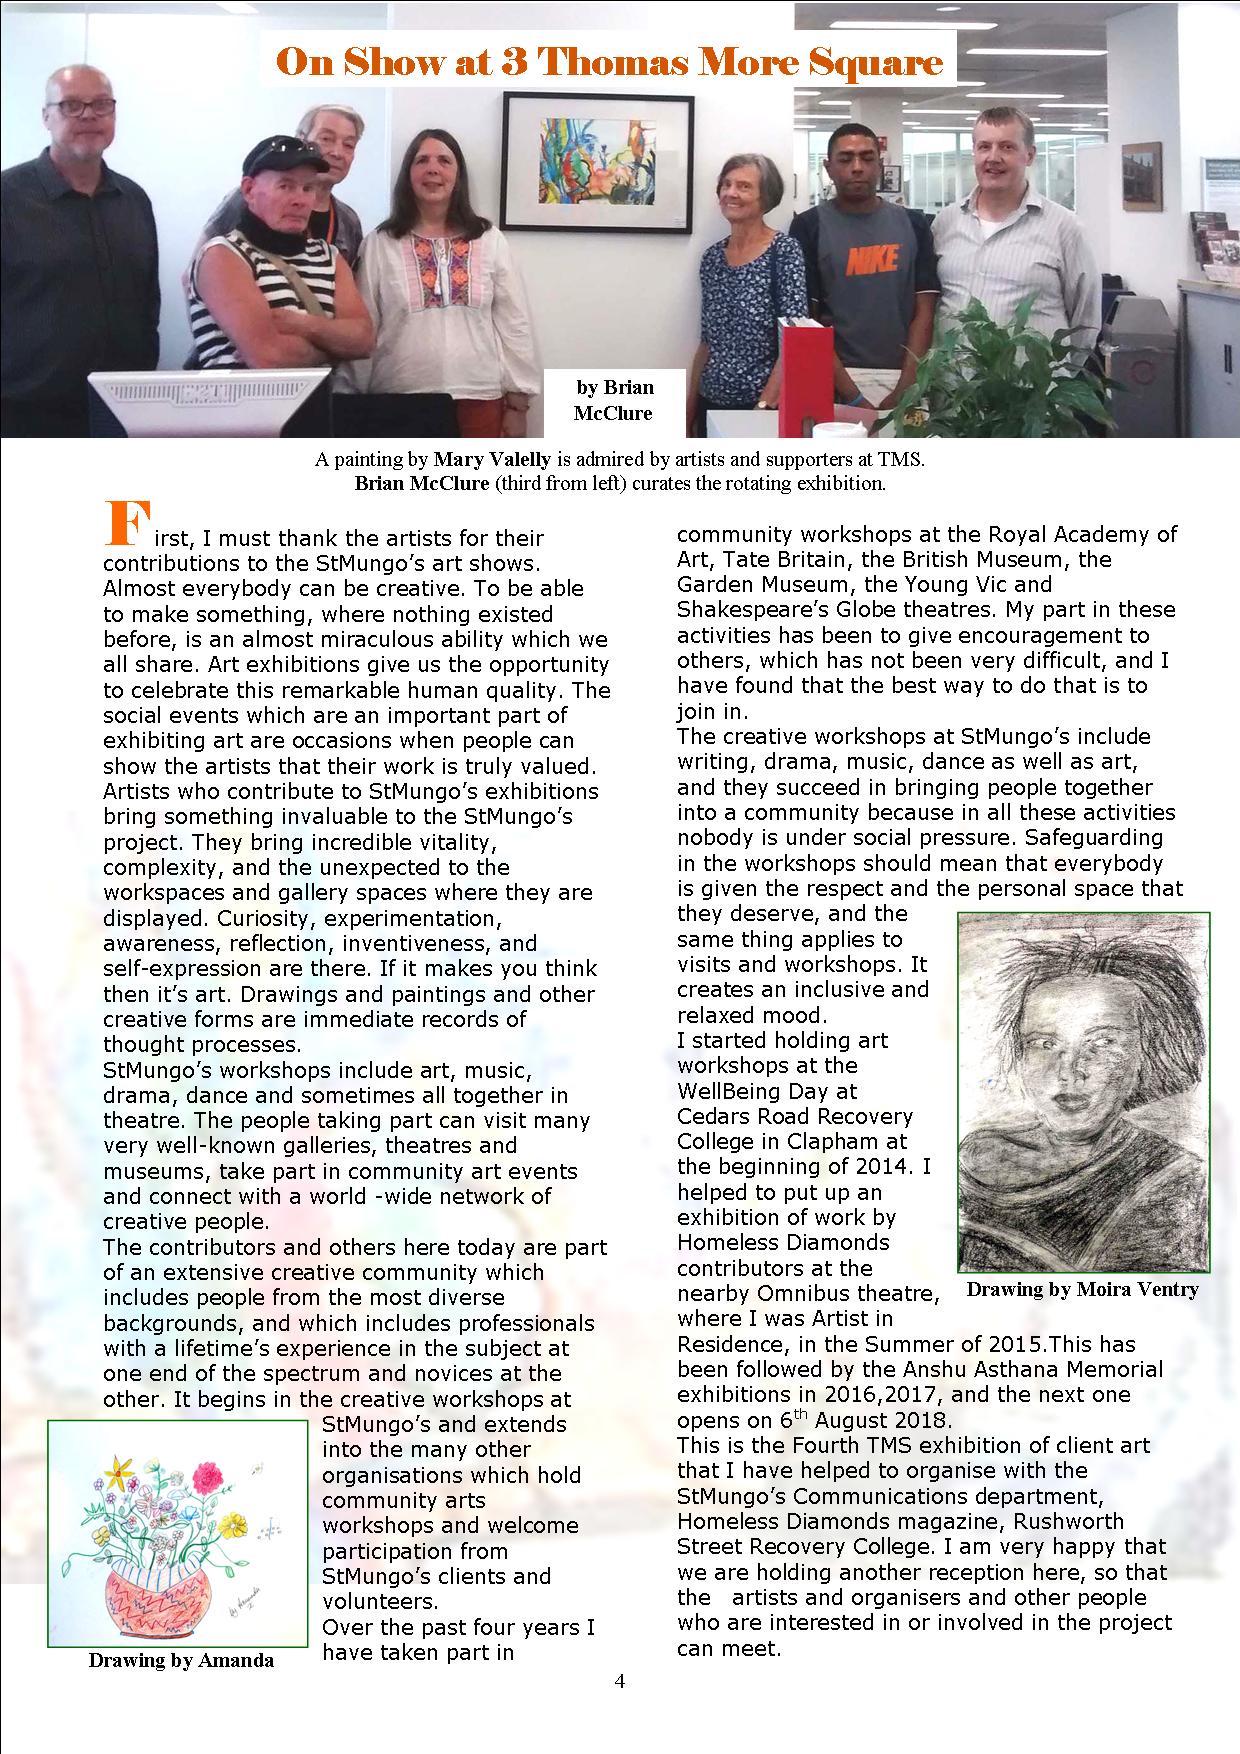 On Show at 3 Thomas More Square
NIKE
by Brian
McClure
A painting by Mary Valelly is admired by artists and supporters at TMS.
Brian McClure (third from left) curates the rotating exhibition.
First, I must thank the artists for their
contributions to the StMungo’s art shows.
Almost everybody can be creative. To be able
to make something, where nothing existed
before, is an almost miraculous ability which we
all share. Art exhibitions give us the opportunity
to celebrate this remarkable human quality. The
social events which are an important part of
exhibiting art are occasions when people can
show the artists that their work is truly valued.
Artists who contribute to StMungo’s exhibitions
bring something invaluable to the StMungo’s
project. They bring incredible vitality,
complexity, and the unexpected to the
workspaces and gallery spaces where they are
displayed. Curiosity, experimentation,
awareness, reflection, inventiveness, and
self-expression are there. If it makes you think
then it’s art. Drawings and paintings and other
creative forms are immediate records of
thought processes.
StMungo’s workshops include art, music,
drama, dance and sometimes all together in
theatre. The people taking part can visit many
very well-known galleries, theatres and
museums, take part in community art events
and connect with a world -wide network of
creative people.
The contributors and others here today are part
of an extensive creative community which
includes people from the most diverse
backgrounds, and which includes professionals
with a lifetime’s experience in the subject at
one end of the spectrum and novices at the
other. It begins in the creative workshops at
StMungo’s and extends
into the many other
organisations which hold
community arts
workshops and welcome
participation from
StMungo’s clients and
volunteers.
Over the past four years I
have taken part in
by Amanda
Drawing by Amanda
community workshops at the Royal Academy of
Art, Tate Britain, the British Museum, the
Garden Museum, the Young Vic and
Shakespeare’s Globe theatres. My part in these
activities has been to give encouragement to
others, which has not been very difficult, and I
have found that the best way to do that is to
join in.
The creative workshops at StMungo’s include
writing, drama, music, dance as well as art,
and they succeed in bringing people together
into a community because in all these activities
nobody is under social pressure. Safeguarding
in the workshops should mean that everybody
is given the respect and the personal space that
they deserve, and the
same thing applies to
visits and workshops. It
creates an inclusive and
relaxed mood.
I started holding art
workshops at the
WellBeing Day at
Cedars Road Recovery
College in Clapham at
the beginning of 2014. I
helped to put up an
exhibition of work by
Homeless Diamonds
contributors at the
nearby Omnibus theatre,
where I was Artist in
Residence, in the Summer of 2015.This has
been followed by the Anshu Asthana Memorial
exhibitions in 2016,2017, and the next one
opens on 6th August 2018.
This is the Fourth TMS exhibition of client art
that I have helped to organise with the
StMungo’s Communications department,
Homeless Diamonds magazine, Rushworth
Street Recovery College. I am very happy that
we are holding another reception here, so that
the   artists and organisers and other people
who are interested in or involved in the project
can meet.
Drawing by Moira Ventry
4